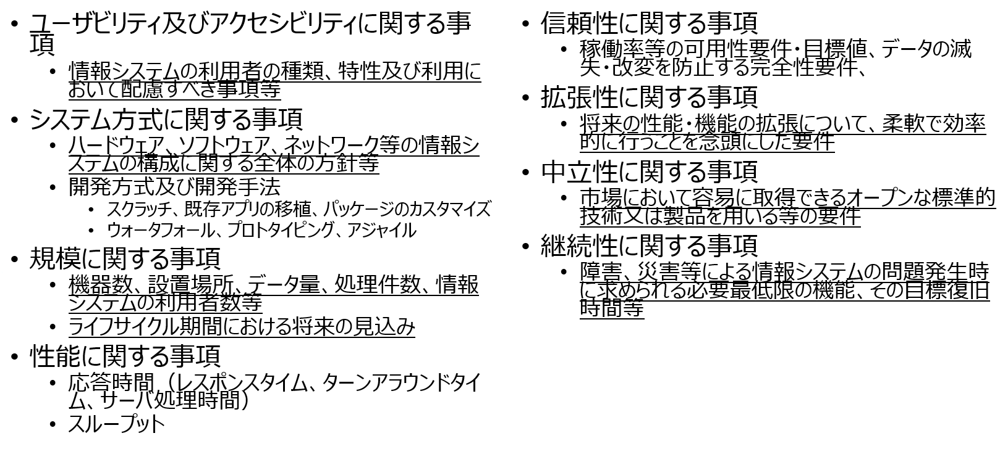 • ユーザビリティ及びアクセシビリティに関する事
項
• 情報システムの利用者の種類、特性及び利用に
おいて配慮すべき事項等
• システム方式に関する事項
• ハードウェア、ソフトウェア、ネットワーク等の情報シ
ステムの構成に関する全体の方針等
• 開発方式及び開発手法
• スクラッチ、既存アプリの移植、パッケージのカスタマイズ
• ウォータフォール、プロトタイピング、アジャイル
• 規模に関する事項
• 機器数、設置場所、データ量、処理件数、情報
システムの利用者数等
• ライフサイクル期間における将来の見込み
• 性能に関する事項
• 応答時間（レスポンスタイム、ターンアラウンドタイ
ム、サーバ処理時間）
• スループット
• 信頼性に関する事項
• 稼働率等の可用性要件・目標値、データの滅
失・改変を防止する完全性要件、
• 拡張性に関する事項
• 将来の性能・機能の拡張について、柔軟で効率
的に行うことを念頭にした要件
• 中立性に関する事項
• 市場において容易に取得できるオープンな標準的
技術又は製品を用いる等の要件
• 継続性に関する事項
• 障害、災害等による情報システムの問題発生時
に求められる必要最低限の機能、その目標復旧
時間等